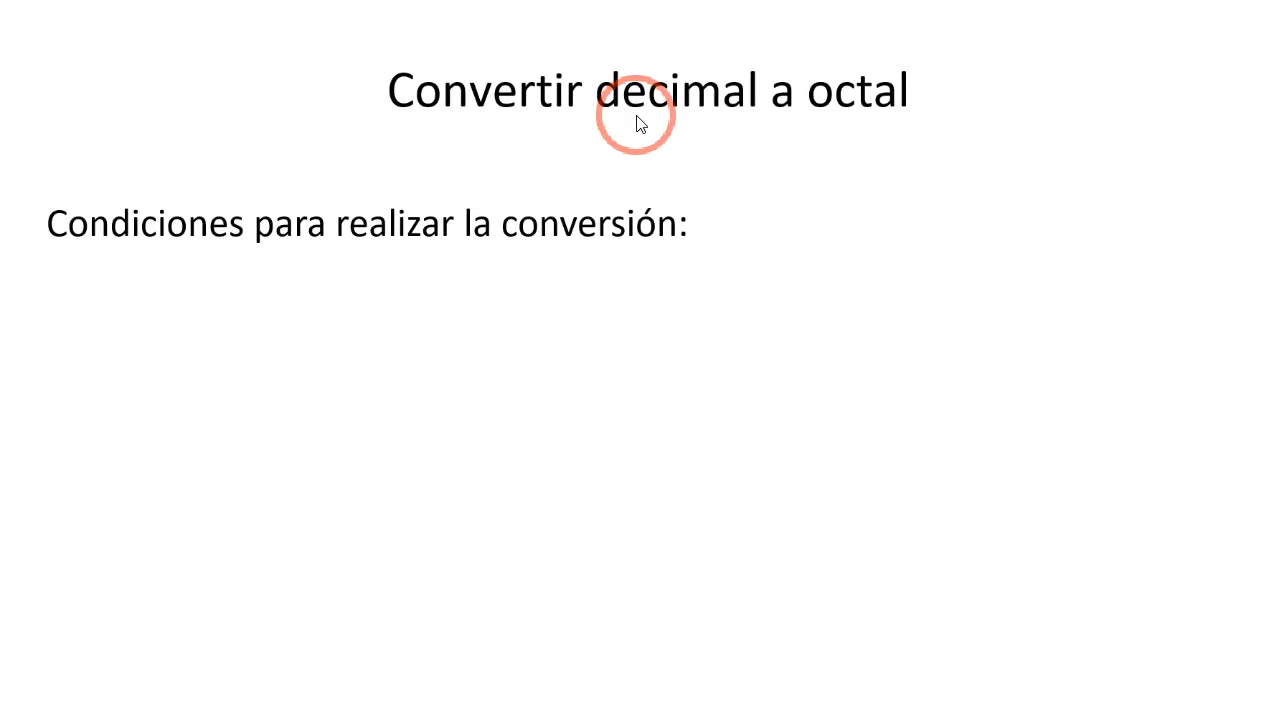 Convertir decimal a octal
Condiciones para realizar la conversión: